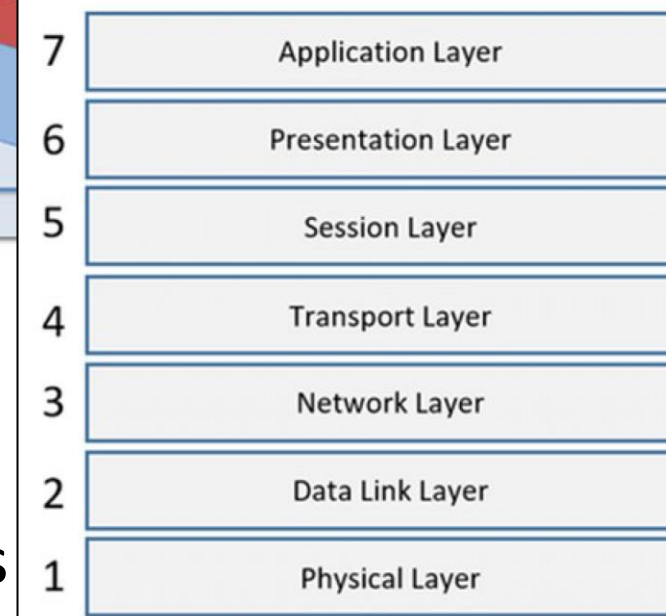 7 Application Layer
6 Presentation Layer
5 Session Layer
4 Transport Layer
3 Network Layer
2 Data Link Layer
s
1 Physical Layer